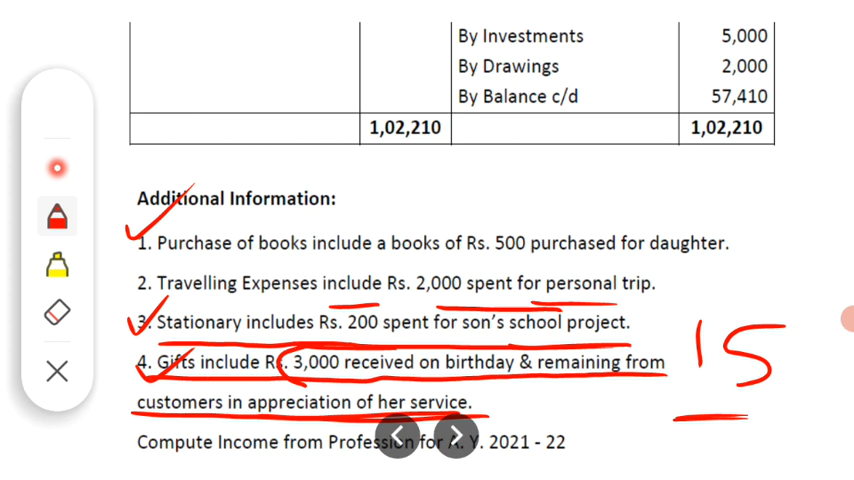 By Investments 5,000
By Drawings 2,000
By Balance c/d 57,410
1,02,210 1,02,210
Additional Information:
1. Purchase of books include a books of Rs. 500 purchased for daughter.
2. Travelling Expenses include Rs. 2,000 spent for personal trip.
3. Stationary includes Rs. 200 spent for son's school project.
4. Gifts include Rs. 3,000 received on birthday & remaining from
15
customers in appreciation of her service.
Compute Income from Profession for A. Y. 2021 - 22